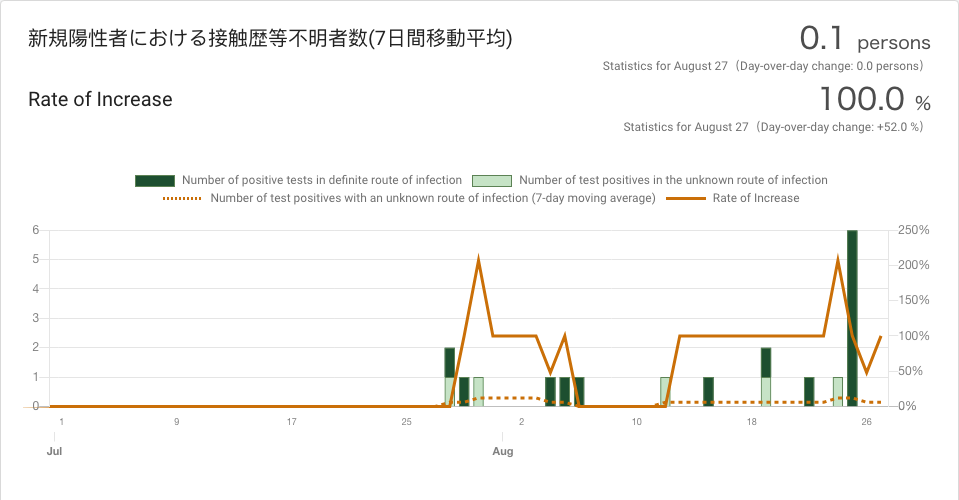 新規陽性者における接触歴等不明者数(7日間移動平均)
0.1 persons
Statistics for August 27（Day-over-day change: 0.0 persons）
Rate of Increase
100.0 %
Statistics for August 27（Day-over-day change: +52.0 %）
Number of positive tests in definite route of infection Number of test positives in the unknown route of infection
Number of test positives with an unknown route of infection (7-day moving average) Rate of Increase
6 250%
5 200%
4
3 150%
2 100%
1 50%
0 0%
1 9 17 25 2 10 18 26
Jul Aug